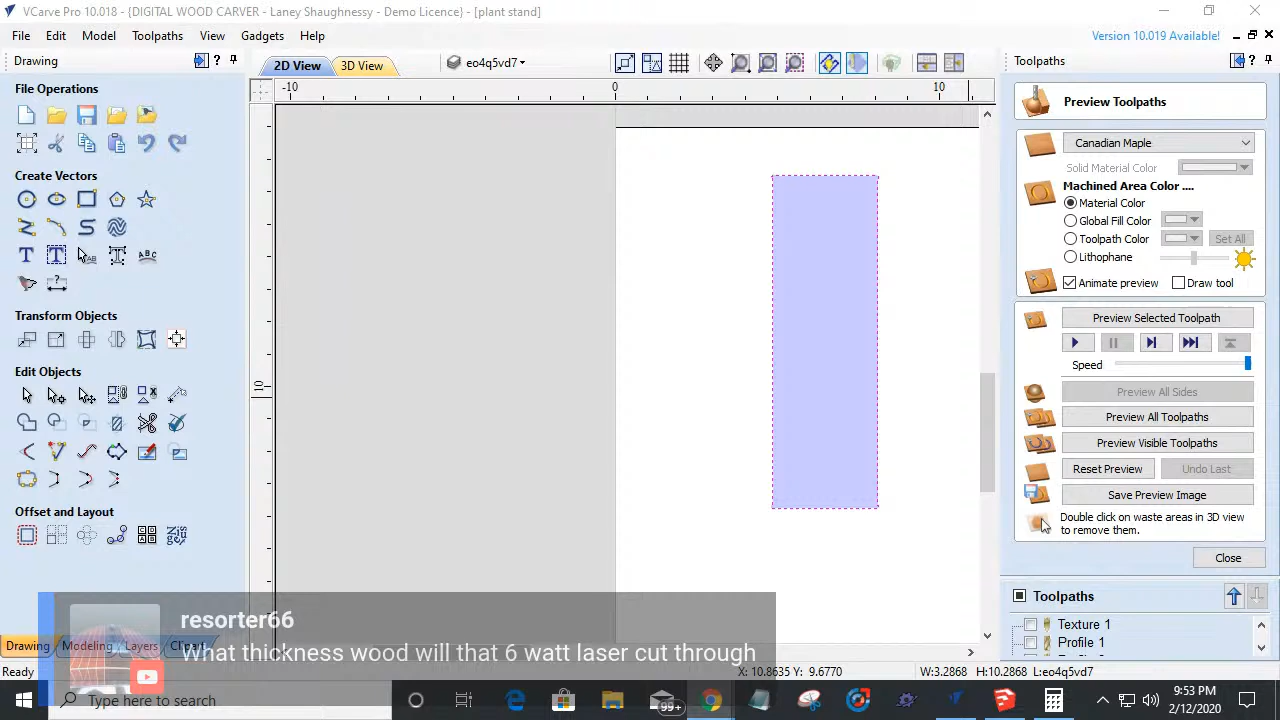 VCarve Pro 10.018 - {DIGITAL WOOD CARVER - Laney Shaughnessy - Demo Licence} - [plant stand]
File Edit Model Toolpaths View Gadgets Help Version 10.019 Available!
Drawing
2D View 3D View eo4q5vd7
Toolpaths
File Operations
-10 0 10
Preview Toolpaths
Canadian Maple
Solid Material Color
Create Vectors
Machined Area Color ....
Material Color
Global Fill Color
Toolpath Color Set All
Lithophane
Animate preview Draw tool
Transform Objects
Preview Selected Toolpath
Speed
Edit Objects
10
Preview All Sides
Preview All Toolpaths
Preview Visible Toolpaths
Reset Preview Undo Last
Save Preview Image
Offset and Layout
Double click on waste areas in 3D view
to remove them.
Close
Toolpaths
Texture 1
Profile 1
resorter66
What thickness wood will that 6 watt laser cut through
Drawing Modeling Layers Clipart
Ready
X: 10.8635 Y: 9.6770 W:3.2868 H:10.2868 L:eo4q5vd7
Type here to search
99+
9:53 PM
2/12/2020